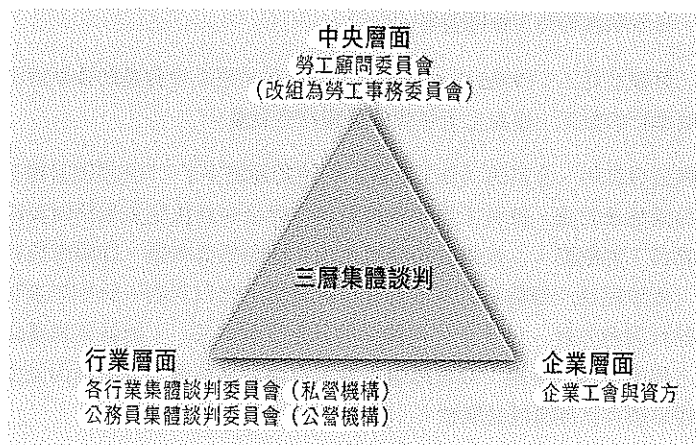 中央層面
勞工顧問委員會
（改組為勞工事務委員會）
三層集體談判
行業層面
各行業集體談判委員會（私營機構）
公務員集體談判委員會（公營機構）
企業層面
企業工會與資方